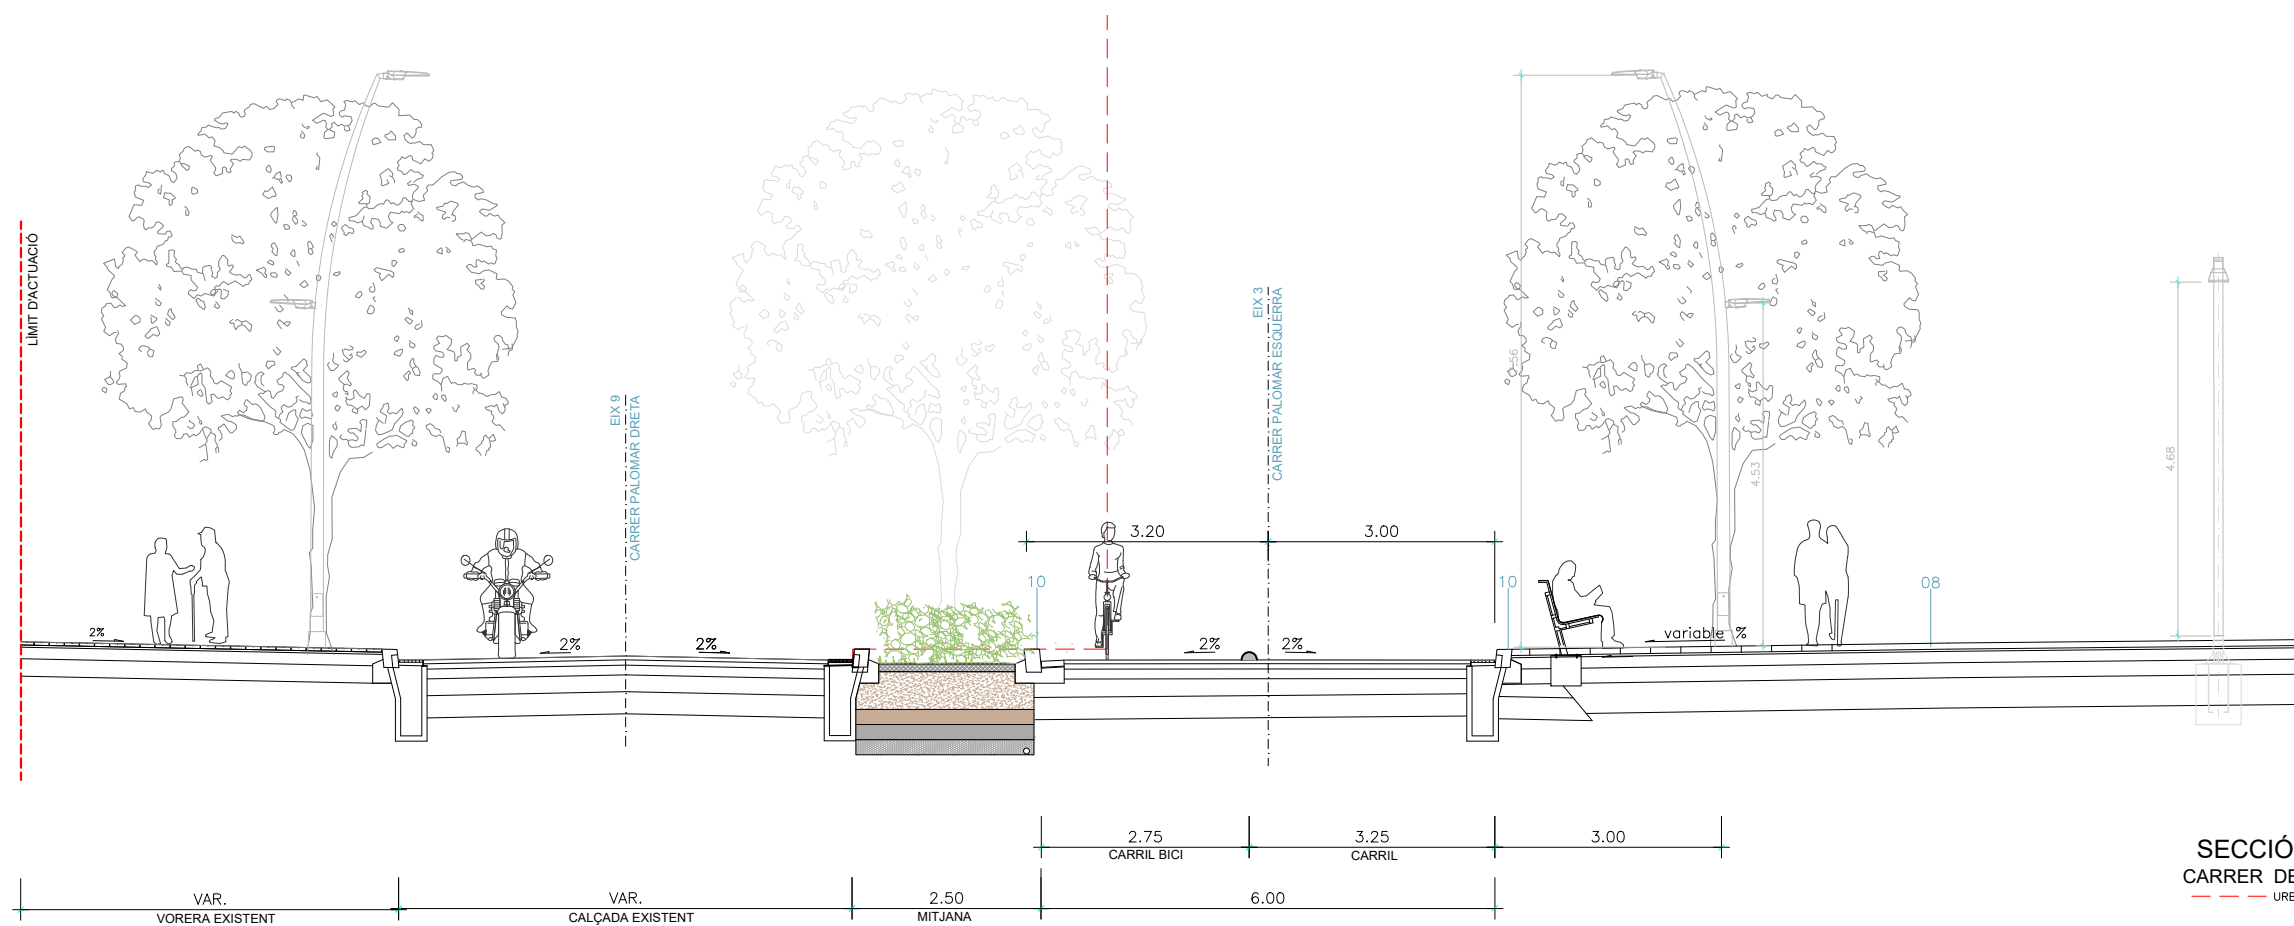 LÍMIT D'ACTUACIÓ
EIX 9
CARRER PALOMAR DRETA
EIX 3
CARRER PALOMAR ESQUERRA
4.53
4.68
3.20
3.00
10
10
08
2%
2%
2%
2%
2%
variable %
2.75
CARRIL BICI
3.25
CARRIL
3.00
VAR.
VORERA EXISTENT
VAR.
CALÇADA EXISTENT
2.50
MITJANA
6.00
SECCIÓ
CARRER DE
URB